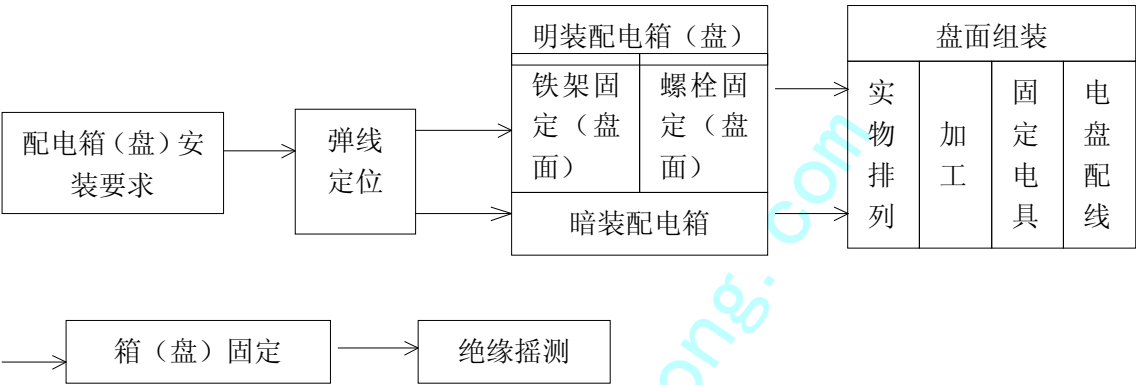 配电箱（盘）安
装要求
弹线
定位
明装配电箱（盘）
铁架固
定（盘
面）
螺栓固
定（盘
面）
暗装配电箱
盘面组装
实物排列
加工
固定电具
电盘配线
箱（盘）固定
绝缘摇测
ong. com